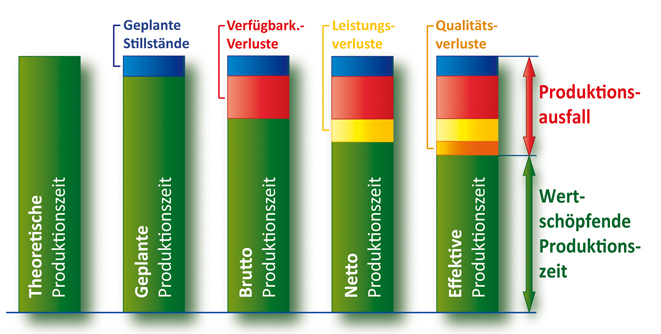 Geplante
Stillstände
Verfügbark.-
Verluste
Leistungs-
verluste
Qualitäts-
verluste
Produktions-
ausfall
Wert-
schöpfende
Produktions-
zeit
Theoretische
Produktionszeit
Geplante
Produktionszeit
Brutto
Produktionszeit
Netto
Produktionszeit
Effektive
Produktionszeit